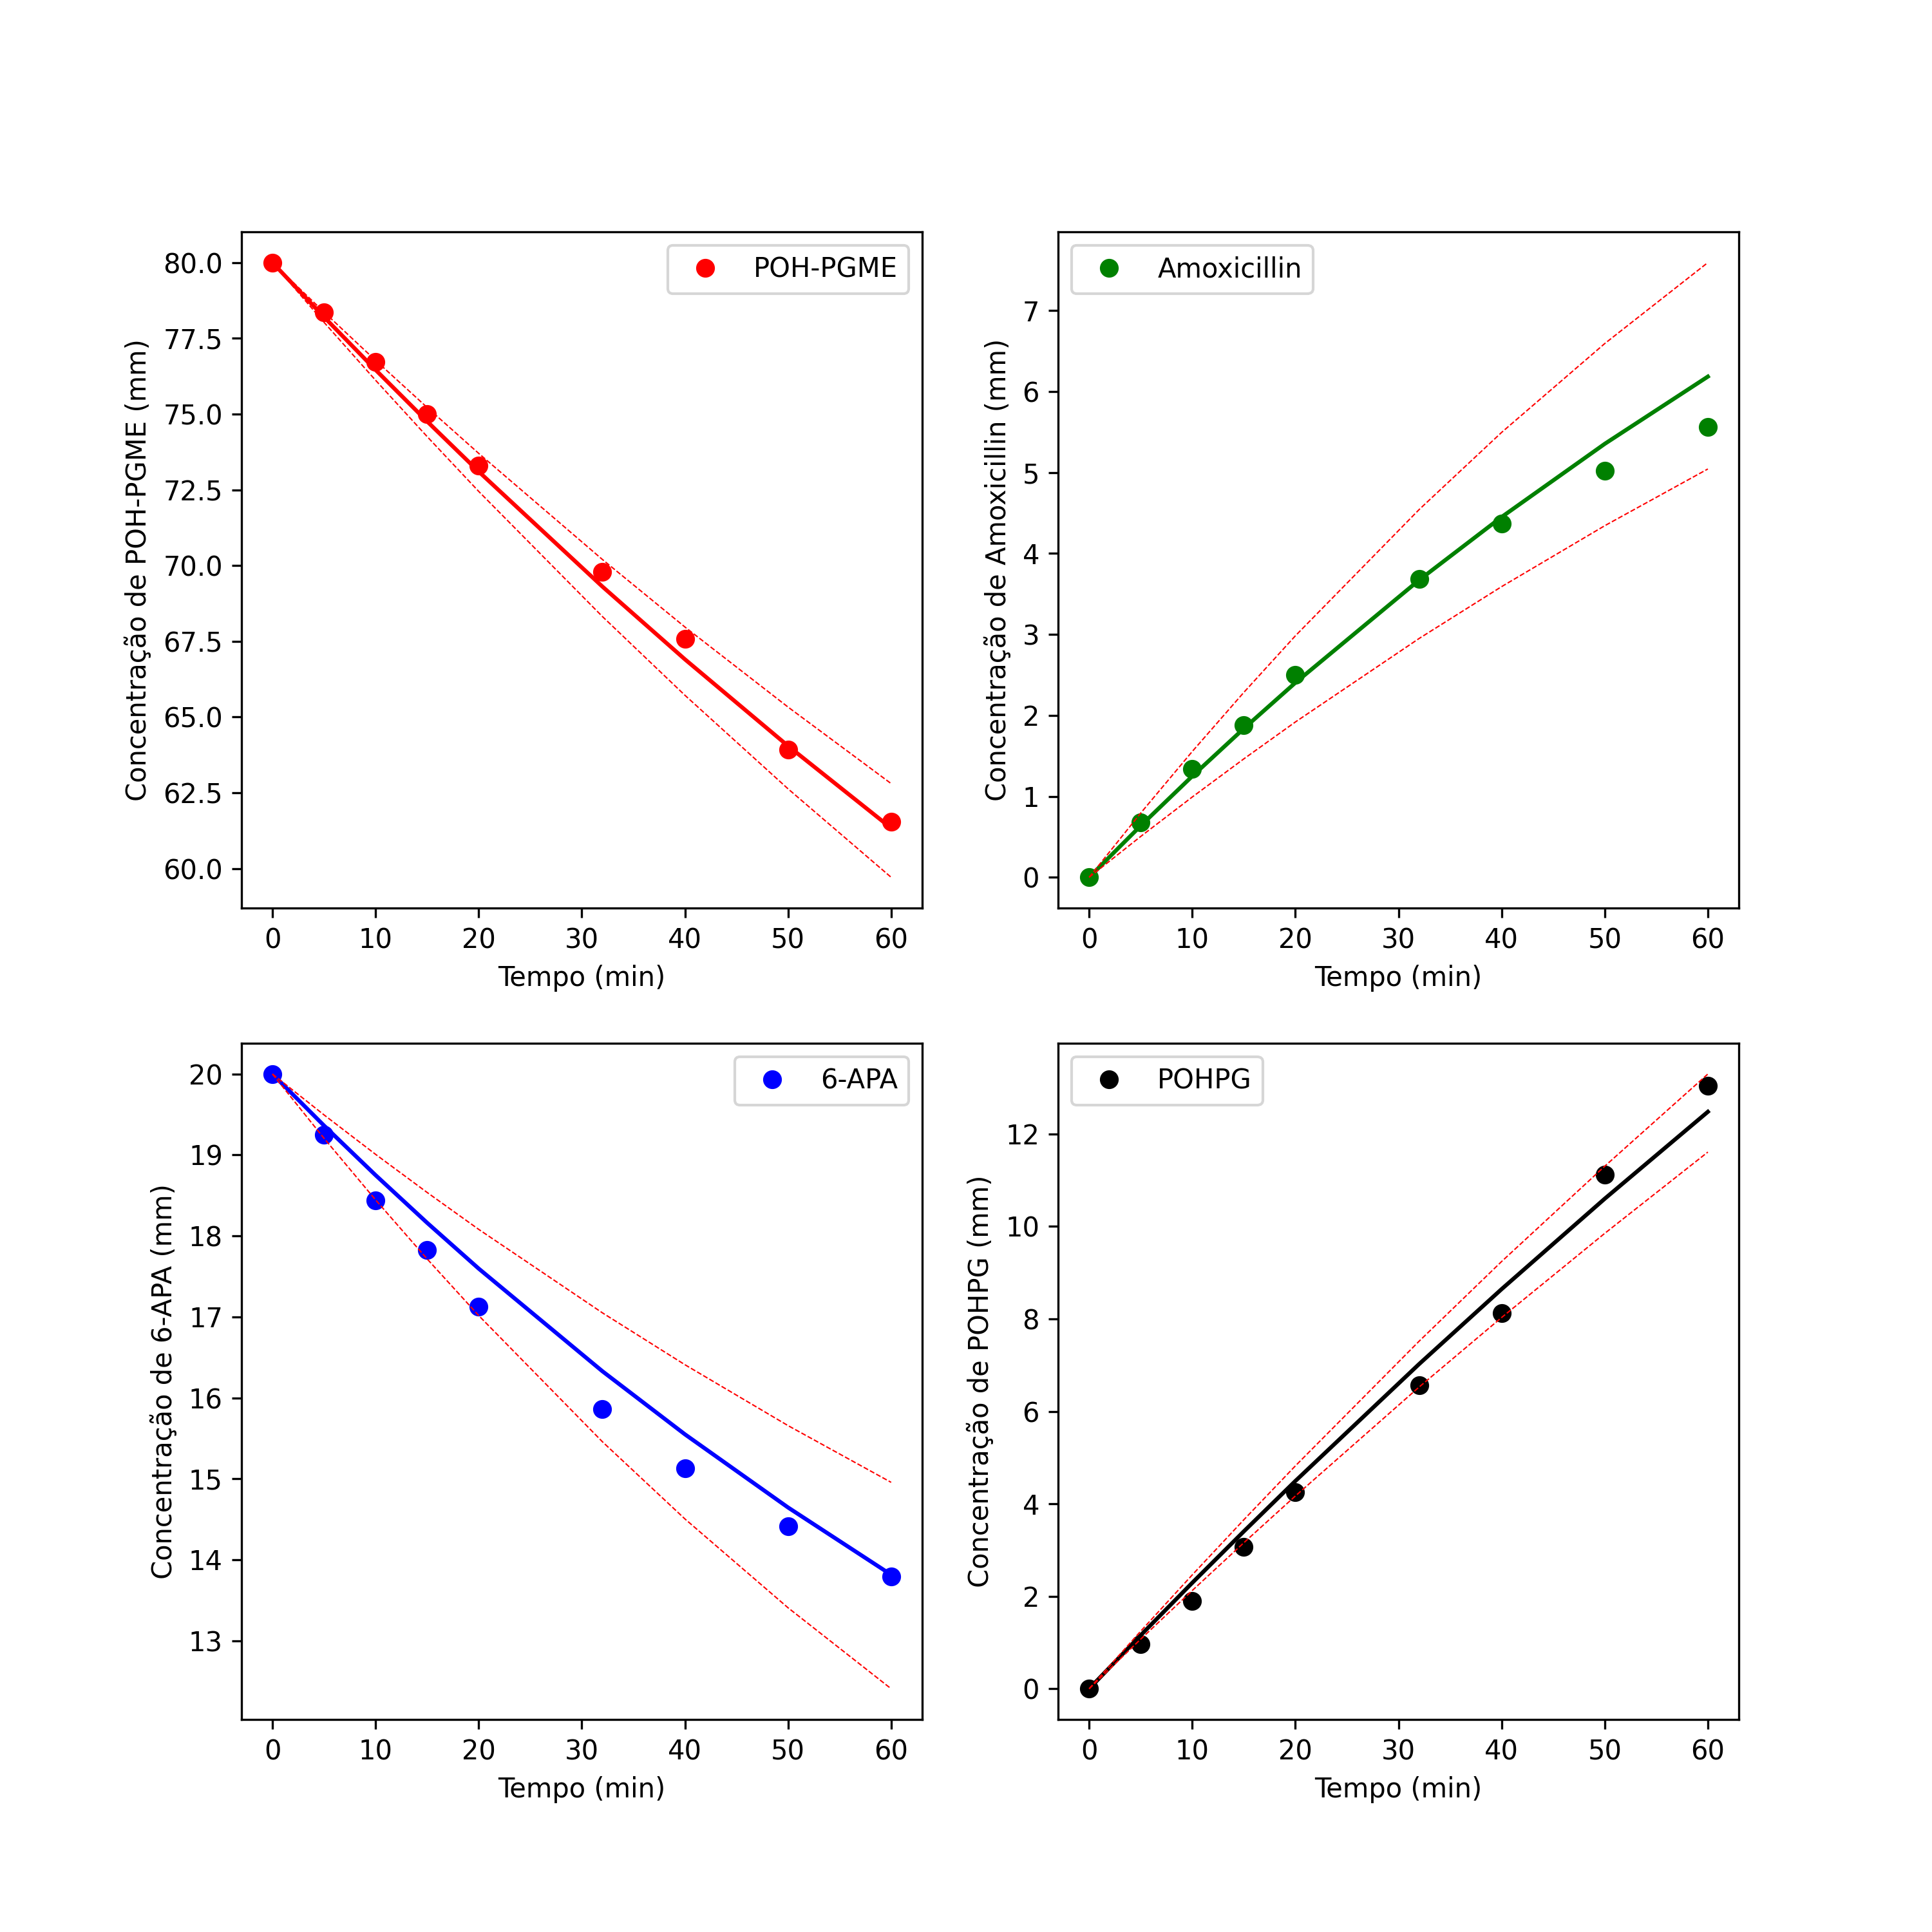 POH-PGME
Concentração de POH-PGME (mm)
80.0
77.5
75.0
72.5
70.0
67.5
65.0
62.5
60.0
0 10 20 30 40 50 60
Tempo (min)
Amoxicillin
Concentração de Amoxicillin (mm)
7
6
5
4
3
2
1
0
0 10 20 30 40 50 60
Tempo (min)
6-APA
Concentração de 6-APA (mm)
20
19
18
17
16
15
14
13
0 10 20 30 40 50 60
Tempo (min)
POHPG
Concentração de POHPG (mm)
12
10
8
6
4
2
0
0 10 20 30 40 50 60
Tempo (min)